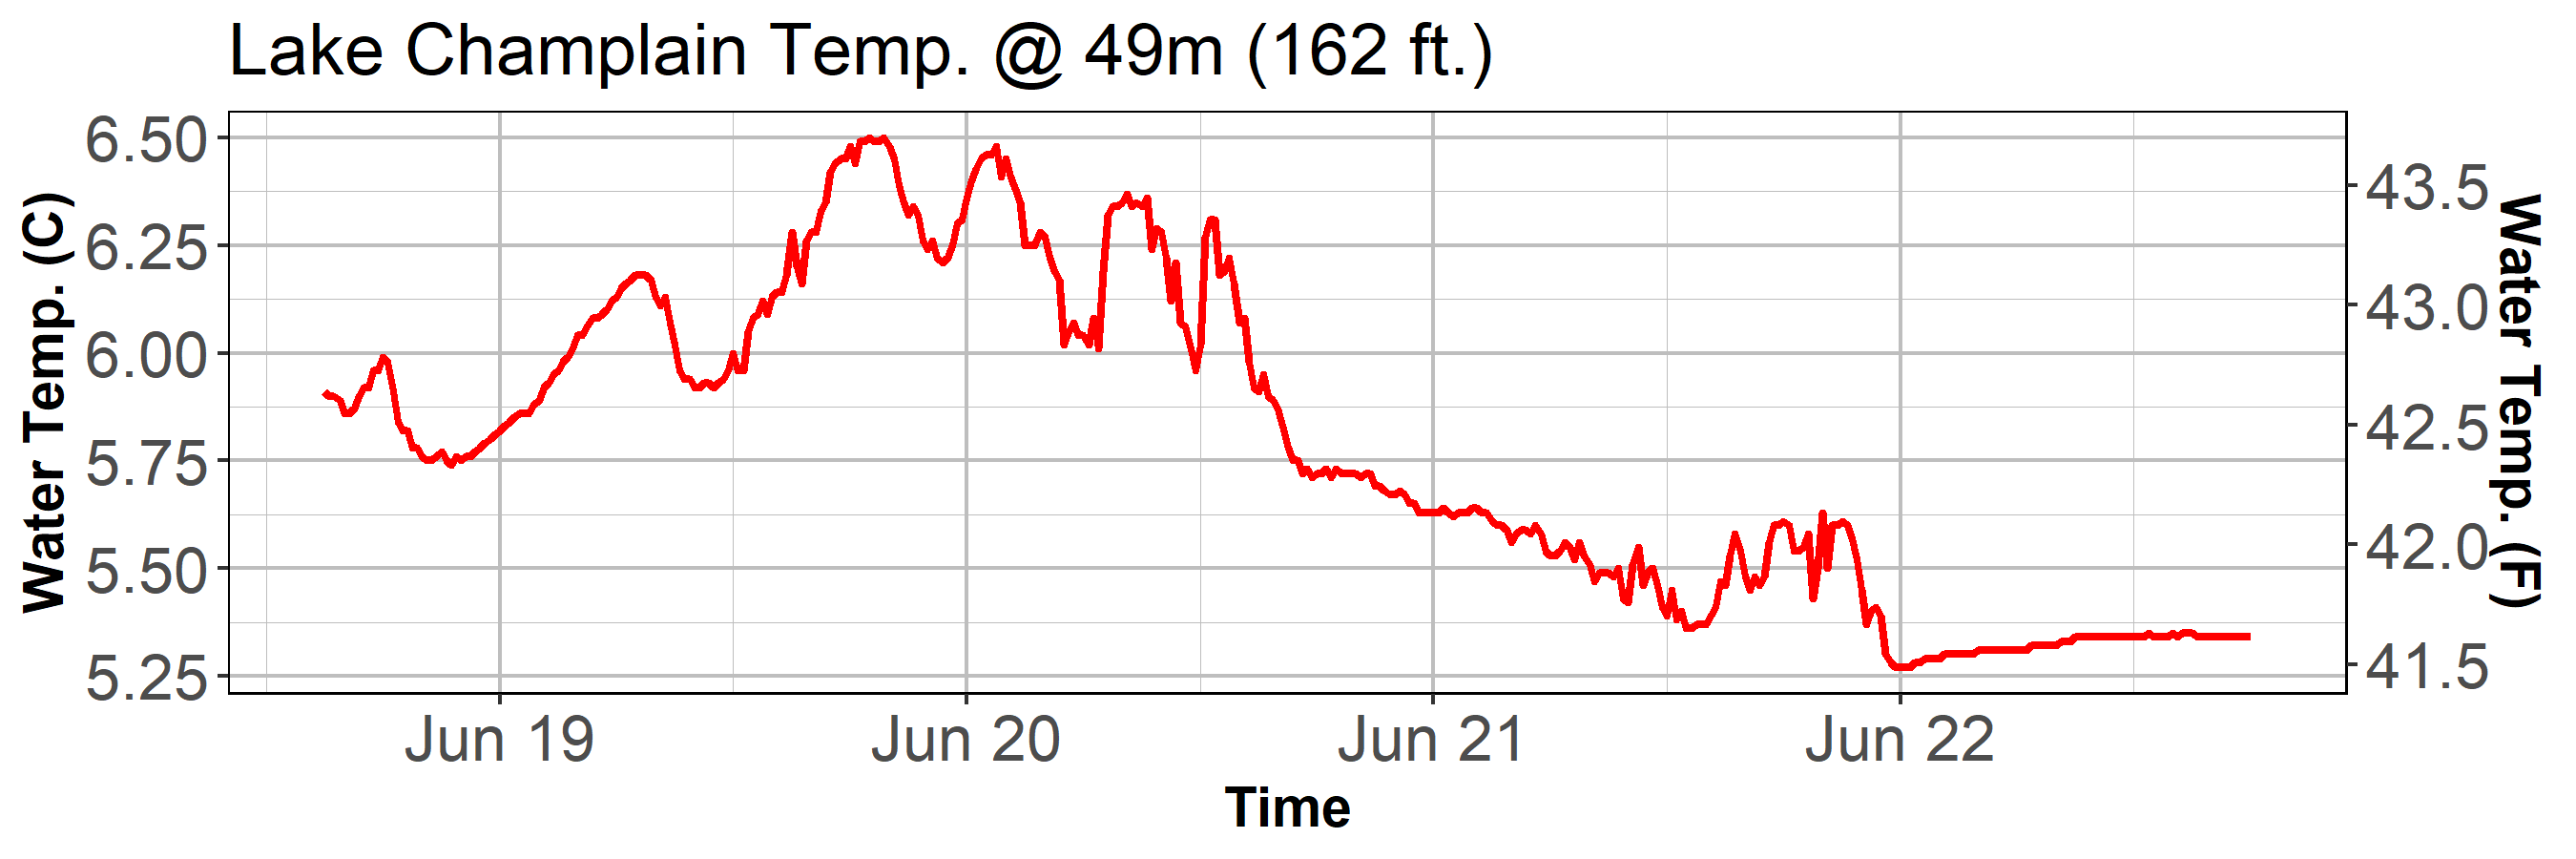 Lake Champlain Temp. @ 49m (162 ft.)
Water Temp. (C)
6.50
6.25
6.00
5.75
5.50
5.25
43.5
43.0
42.5
42.0
41.5
Water Temp. (F)
Jun 19
Jun 20
Jun 21
Jun 22
Time